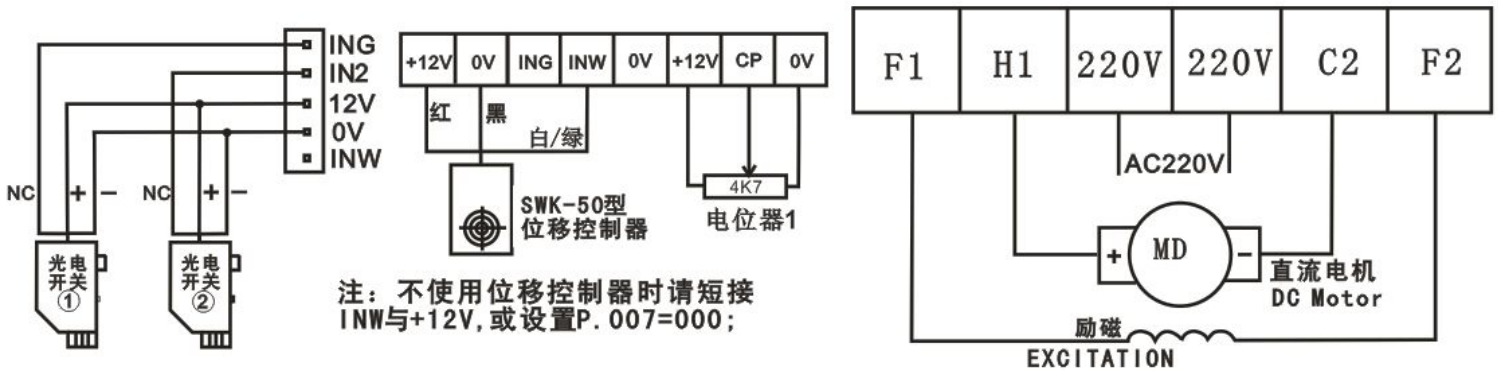 ING
IN2
12V
0V
INW
NC + − NC + −
光电开关①
光电开关②
+12V 0V ING INW 0V +12V CP 0V
红 黑 白/绿
4K7
SWK-50型
位移控制器
电位器1
注：不使用位移控制器时请短接
INW与+12V,或设置P.007=000;
F1 H1 220V 220V C2 F2
AC220V
+ MD −
直流电机
DC Motor
励磁
EXCITATION